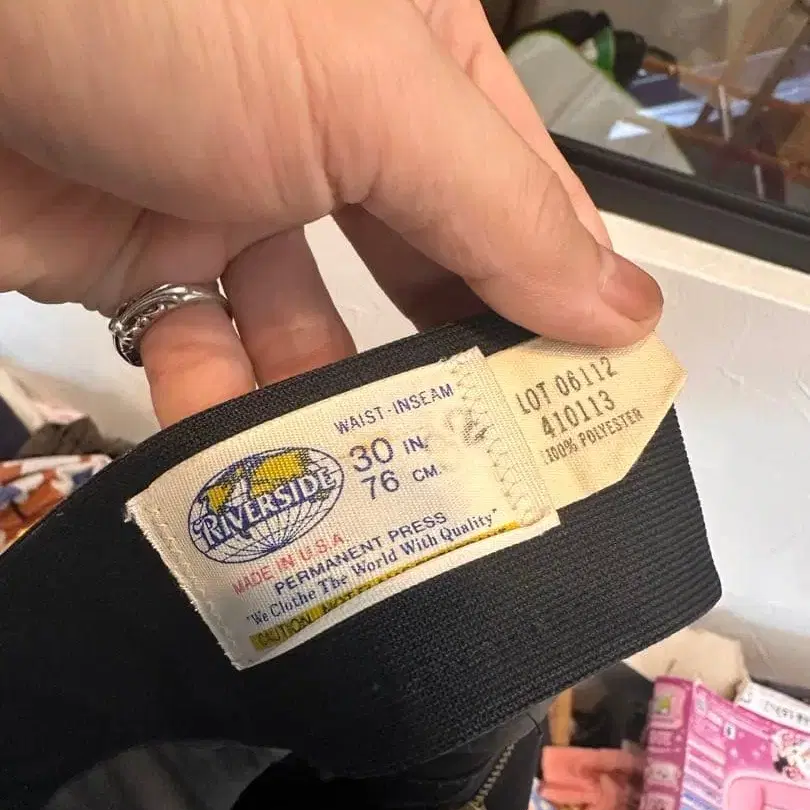 WAIST-INSEAM
30 IN.
76 CM.
RIVERSIDE
MADE IN U.S.A
PERMANENT PRESS
"We Clothe The World With Quality"
CAUTION
LOT 06112
410113
100% POLYESTER